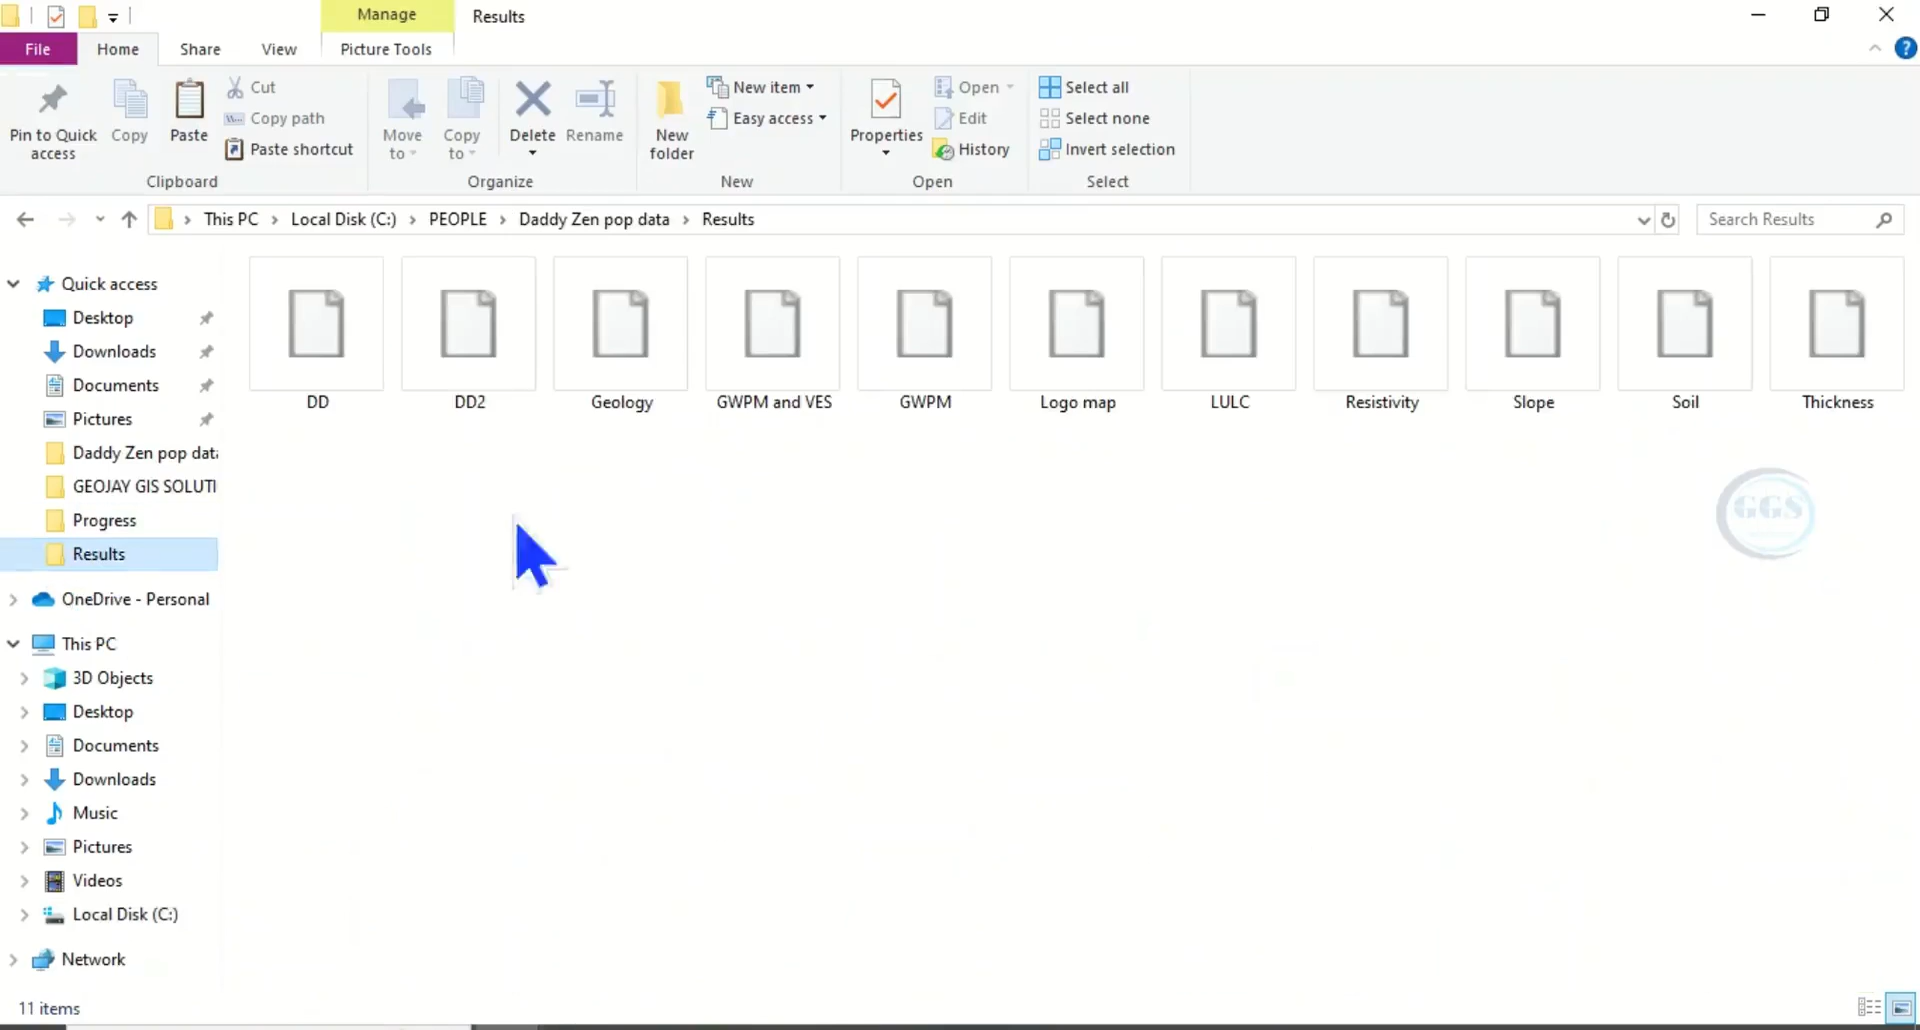 Manage
Results
File
Home
Share
View
Picture Tools
Pin to Quick access
Copy
Paste
Cut
Copy path
Paste shortcut
Clipboard
Move to
Copy to
Delete
Rename
Organize
New folder
New item
Easy access
New
Properties
Open
Edit
History
Open
Select all
Select none
Invert selection
Select
This PC > Local Disk (C:) > PEOPLE > Daddy Zen pop data > Results
Search Results
Quick access
Desktop
Downloads
Documents
Pictures
Daddy Zen pop data
GEOJAY GIS SOLUTI
Progress
Results
OneDrive - Personal
This PC
3D Objects
Desktop
Documents
Downloads
Music
Pictures
Videos
Local Disk (C:)
Network
DD
DD2
Geology
GWPM and VES
GWPM
Logo map
LULC
Resistivity
Slope
Soil
Thickness
GGS
11 items